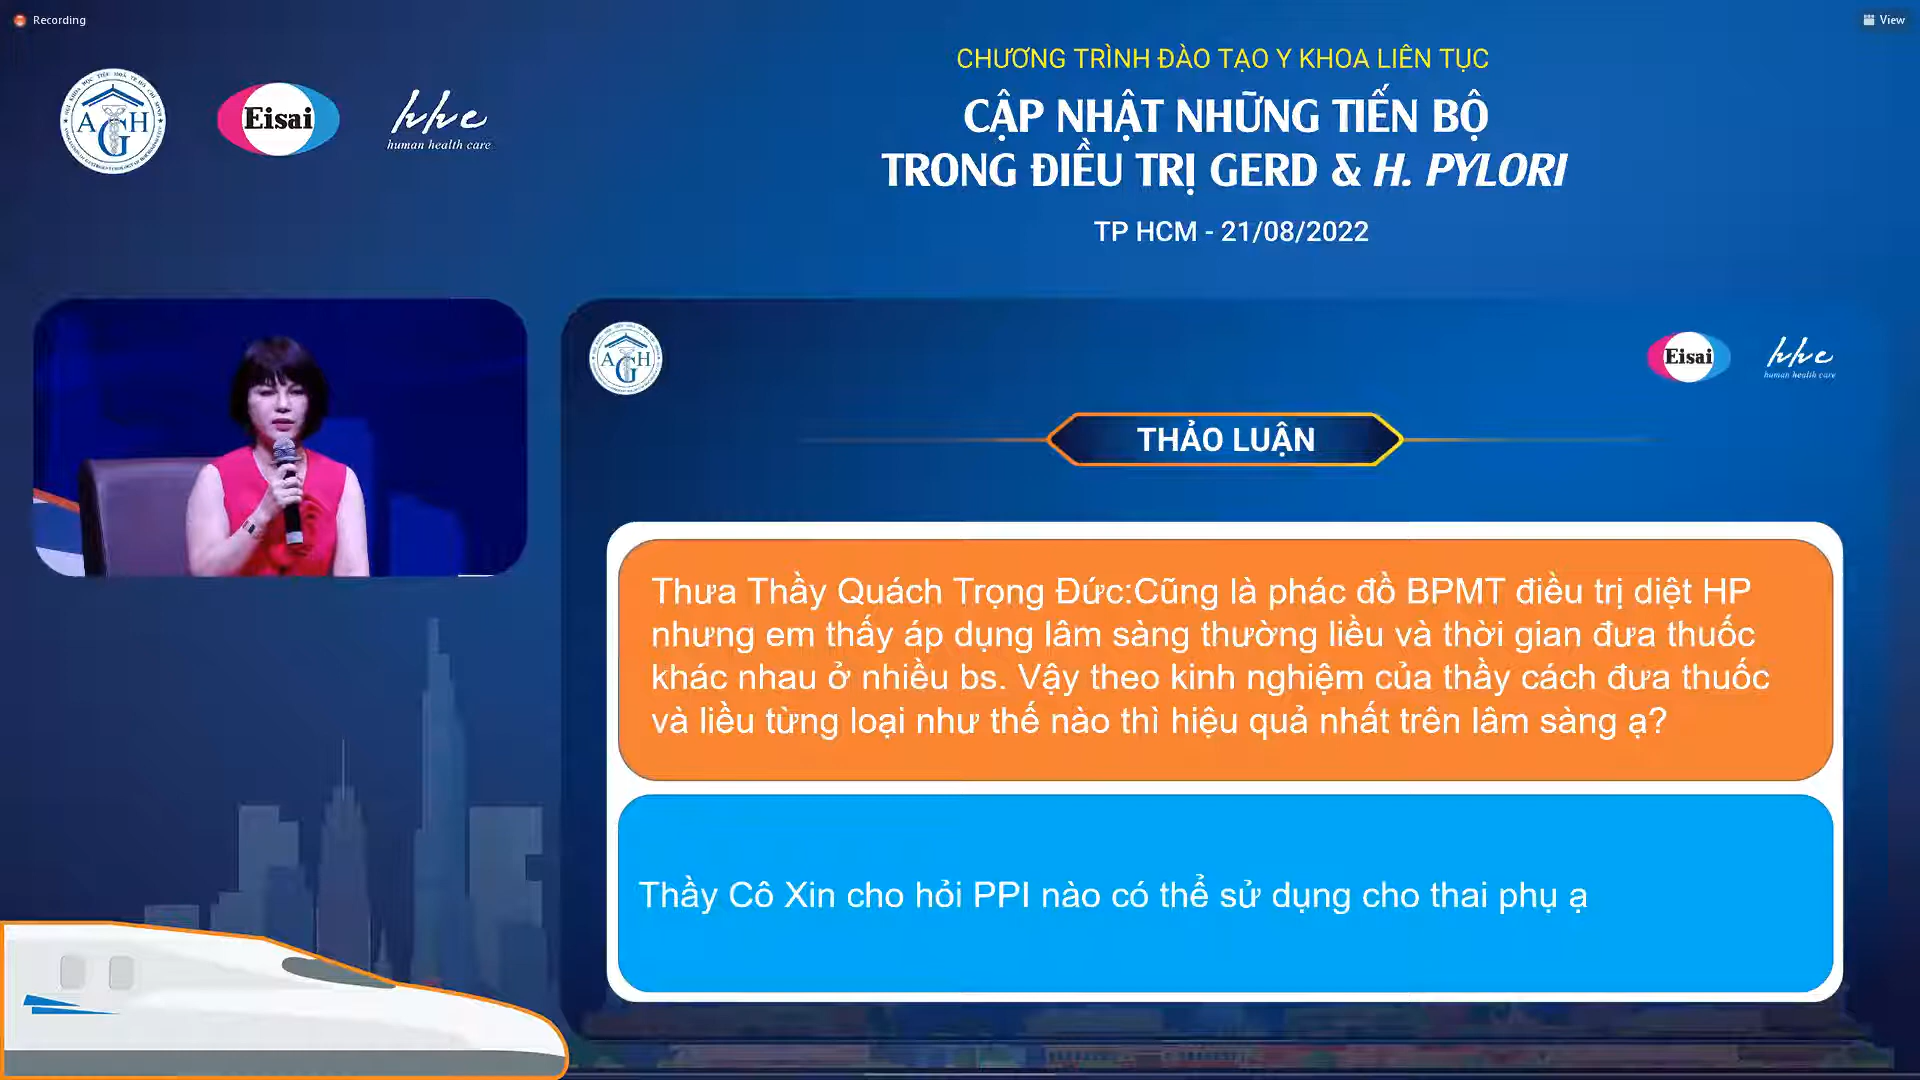 Recording
View
CHƯƠNG TRÌNH ĐÀO TẠO Y KHOA LIÊN TỤC
CẬP NHẬT NHỮNG TIẾN BỘ
TRONG ĐIỀU TRỊ GERD & H. PYLORI
TP HCM - 21/08/2022
AGH
Eisai
hhc
human health care
AGH
Eisai
hhc
human health care
THẢO LUẬN
Thưa Thầy Quách Trọng Đức:Cũng là phác đồ BPMT điều trị diệt HP
nhưng em thấy áp dụng lâm sàng thường liều và thời gian đưa thuốc
khác nhau ở nhiều bs. Vậy theo kinh nghiệm của thầy cách đưa thuốc
và liều từng loại như thế nào thì hiệu quả nhất trên lâm sàng ạ?
Thầy Cô Xin cho hỏi PPI nào có thể sử dụng cho thai phụ ạ